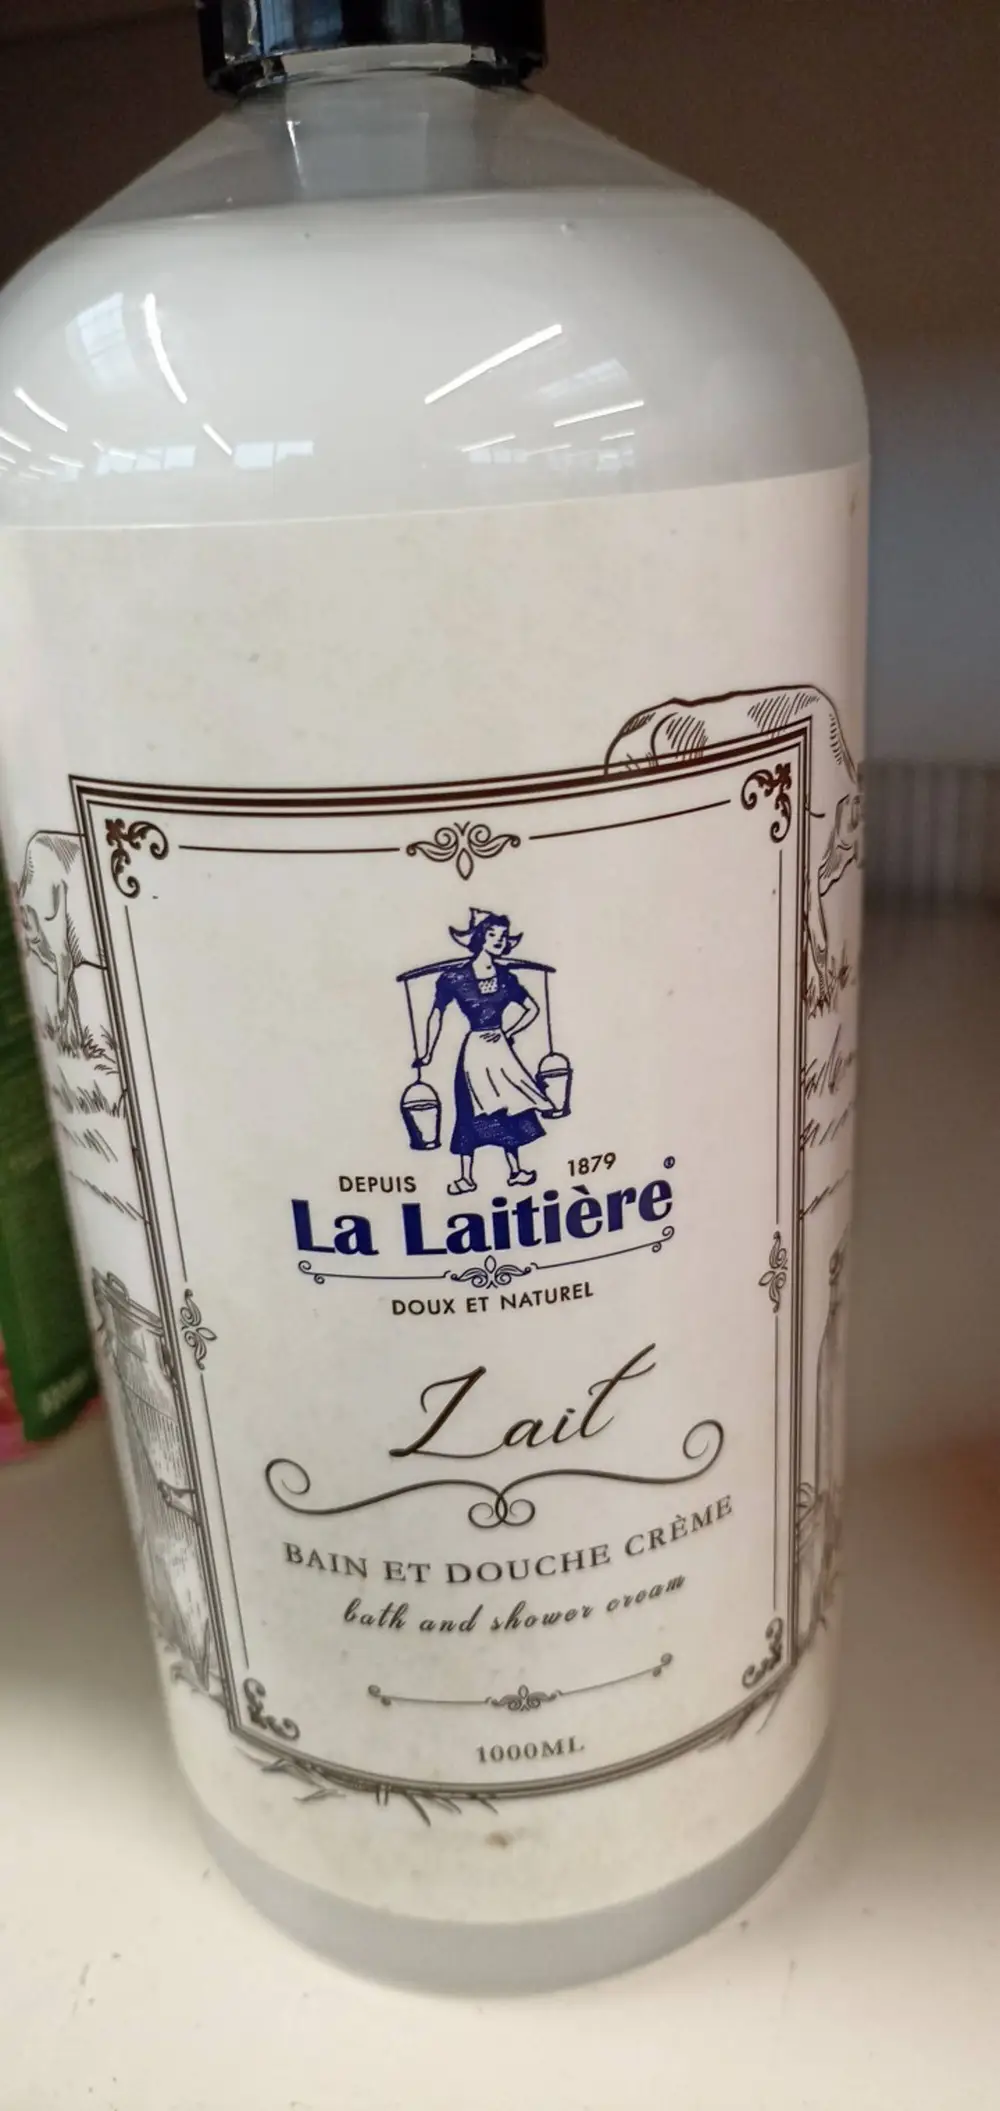 DEPUIS 1879
La Laitière®
DOUX ET NATUREL
Lait
BAIN ET DOUCHE CRÈME
bath and shower cream
1000ML